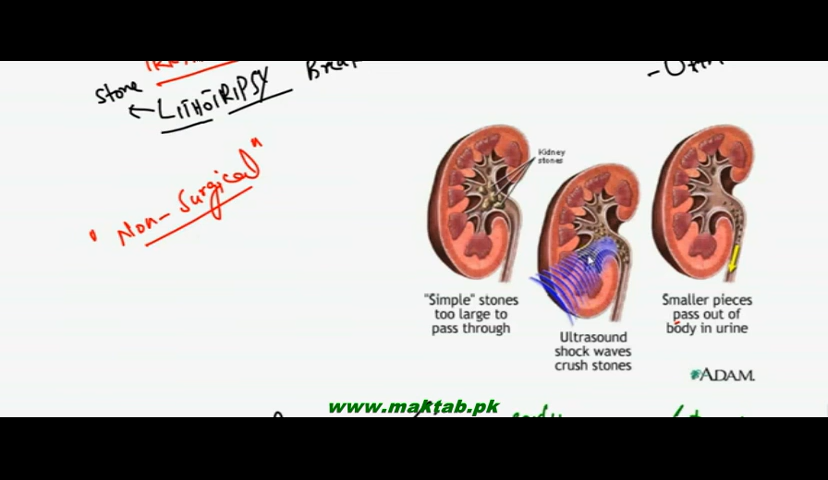 Stone
LITHOTRIPSY
"Non-Surgical"
Kidney
stones
"Simple" stones
too large to
pass through
Ultrasound
shock waves
crush stones
Smaller pieces
pass out of
body in urine
ADAM.
www.maktab.pk